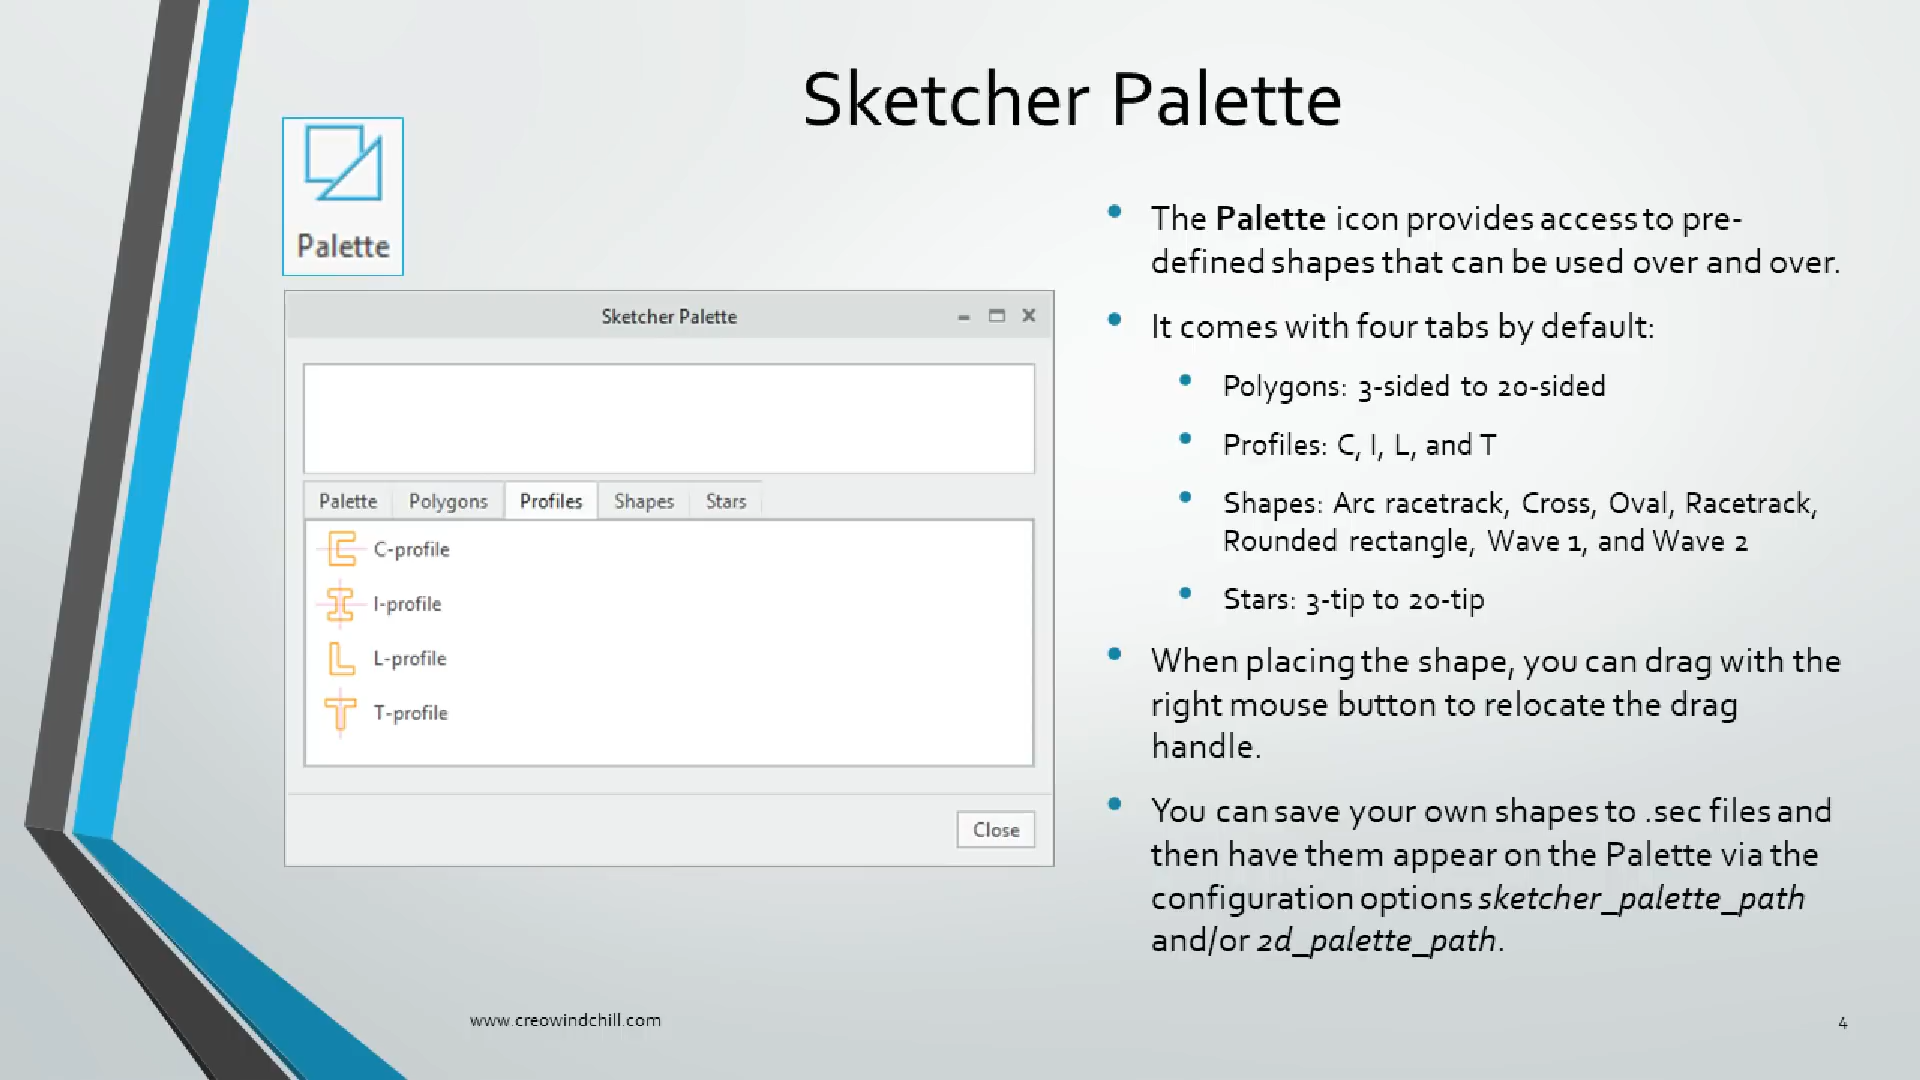 Sketcher Palette
Palette
Sketcher Palette
Palette Polygons Profiles Shapes Stars
C-profile
I-profile
L-profile
T-profile
Close
• The Palette icon provides access to pre-
defined shapes that can be used over and over.
• It comes with four tabs by default:
• Polygons: 3-sided to 20-sided
• Profiles: C, I, L, and T
• Shapes: Arc racetrack, Cross, Oval, Racetrack,
Rounded rectangle, Wave 1, and Wave 2
• Stars: 3-tip to 20-tip
• When placing the shape, you can drag with the
right mouse button to relocate the drag
handle.
• You can save your own shapes to .sec files and
then have them appear on the Palette via the
configuration options sketcher_palette_path
and/or 2d_palette_path.
www.creowindchill.com
4